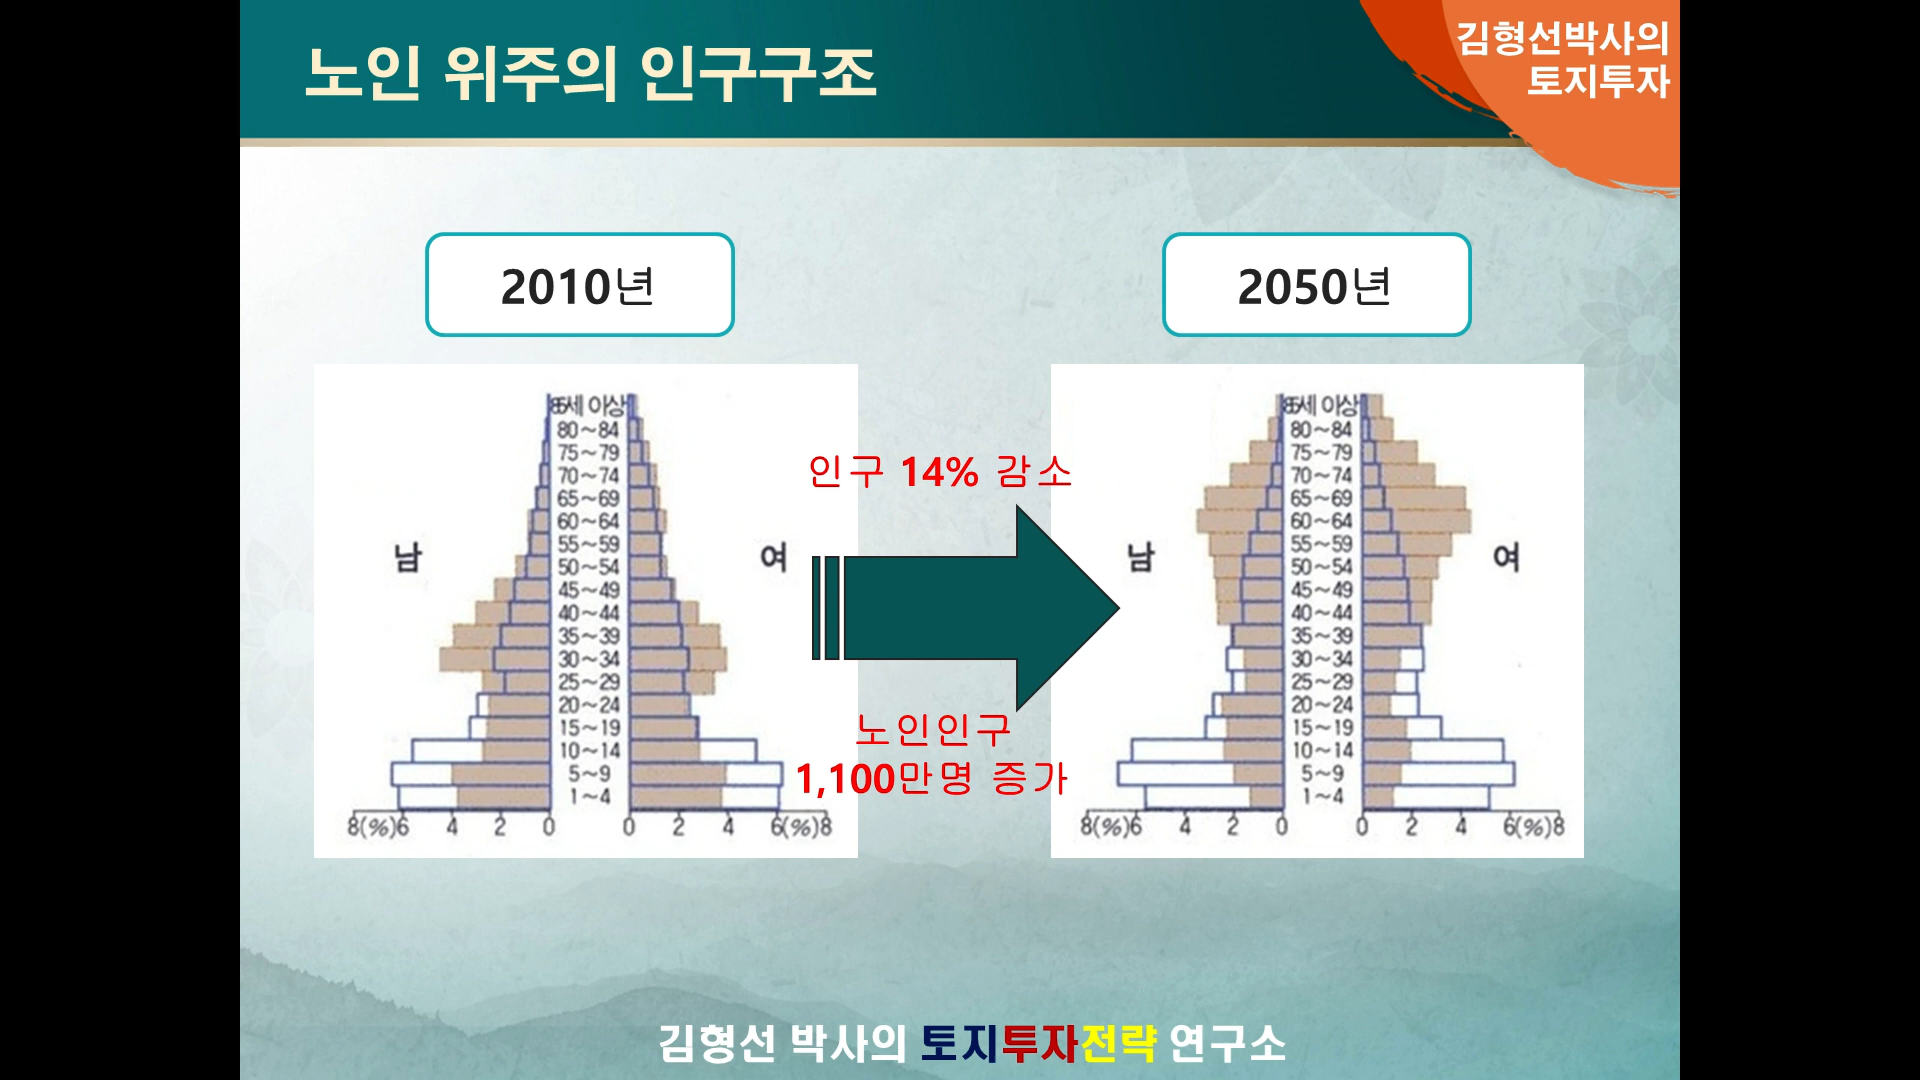 노인 위주의 인구구조
김형선박사의
토지투자
2010년
2050년
85세 이상
80~84
75~79
70~74
65~69
60~64
55~59
50~54
45~49
40~44
35~39
30~34
25~29
20~24
15~19
10~14
5~9
1~4
남
여
8(%)6 4 2 0 0 2 4 6(%)8
인구 14% 감소
노인인구
1,100만명 증가
85세 이상
80~84
75~79
70~74
65~69
60~64
55~59
50~54
45~49
40~44
35~39
30~34
25~29
20~24
15~19
10~14
5~9
1~4
남
여
8(%)6 4 2 0 0 2 4 6(%)8
김형선 박사의 토지투자전략 연구소